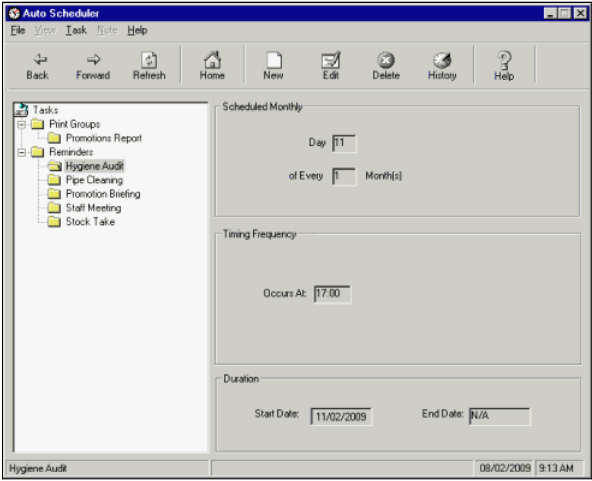 Auto Scheduler
File View Task Note Help
Back Forward Refresh Home New Edit Delete History Help
Tasks
Print Groups
Promotions Report
Reminders
Hygiene Audit
Pipe Cleaning
Promotion Briefing
Staff Meeting
Stock Take
Scheduled Monthly
Day 11
of Every 1 Month(s)
Timing Frequency
Occurs At: 17:00
Duration
Start Date: 11/02/2009 End Date: N/A
Hygiene Audit 08/02/2009 9:13 AM